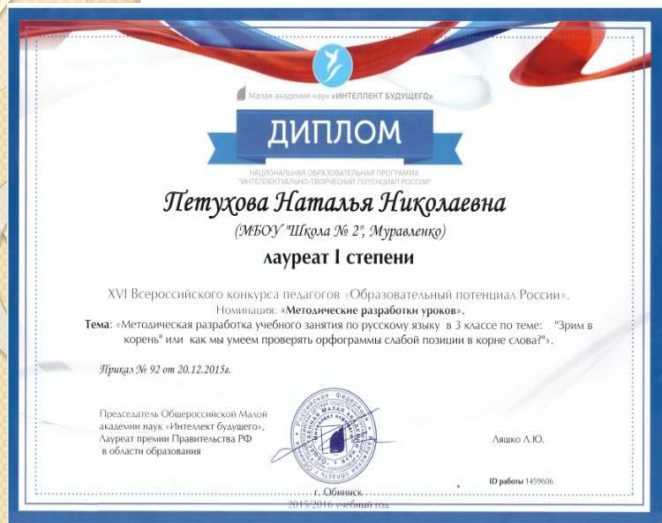 Малая академия наук «ИНТЕЛЛЕКТ БУДУЩЕГО»
ДИПЛОМ
НАЦИОНАЛЬНАЯ ОБРАЗОВАТЕЛЬНАЯ ПРОГРАММА
"ИНТЕЛЛЕКТУАЛЬНО-ТВОРЧЕСКИЙ ПОТЕНЦИАЛ РОССИИ"
Петухова Наталья Николаевна
(МБОУ "Школа № 2", Муравленко)
лауреат I степени
XVI Всероссийского конкурса педагогов «Образовательный потенциал России».
Номинация: «Методические разработки уроков».
Тема: «Методическая разработка учебного занятия по русскому языку в 3 классе по теме: "Зрим в
корень" или как мы умеем проверять орфограммы слабой позиции в корне слова?"».
Приказ № 92 от 20.12.2015г.
Председатель Общероссийской Малой
академии наук «Интеллект будущего»,
Лауреат премии Правительства РФ
в области образования
Ляшко Л.Ю.
ID работы 1459606
г. Обнинск
2015/2016 учебный год